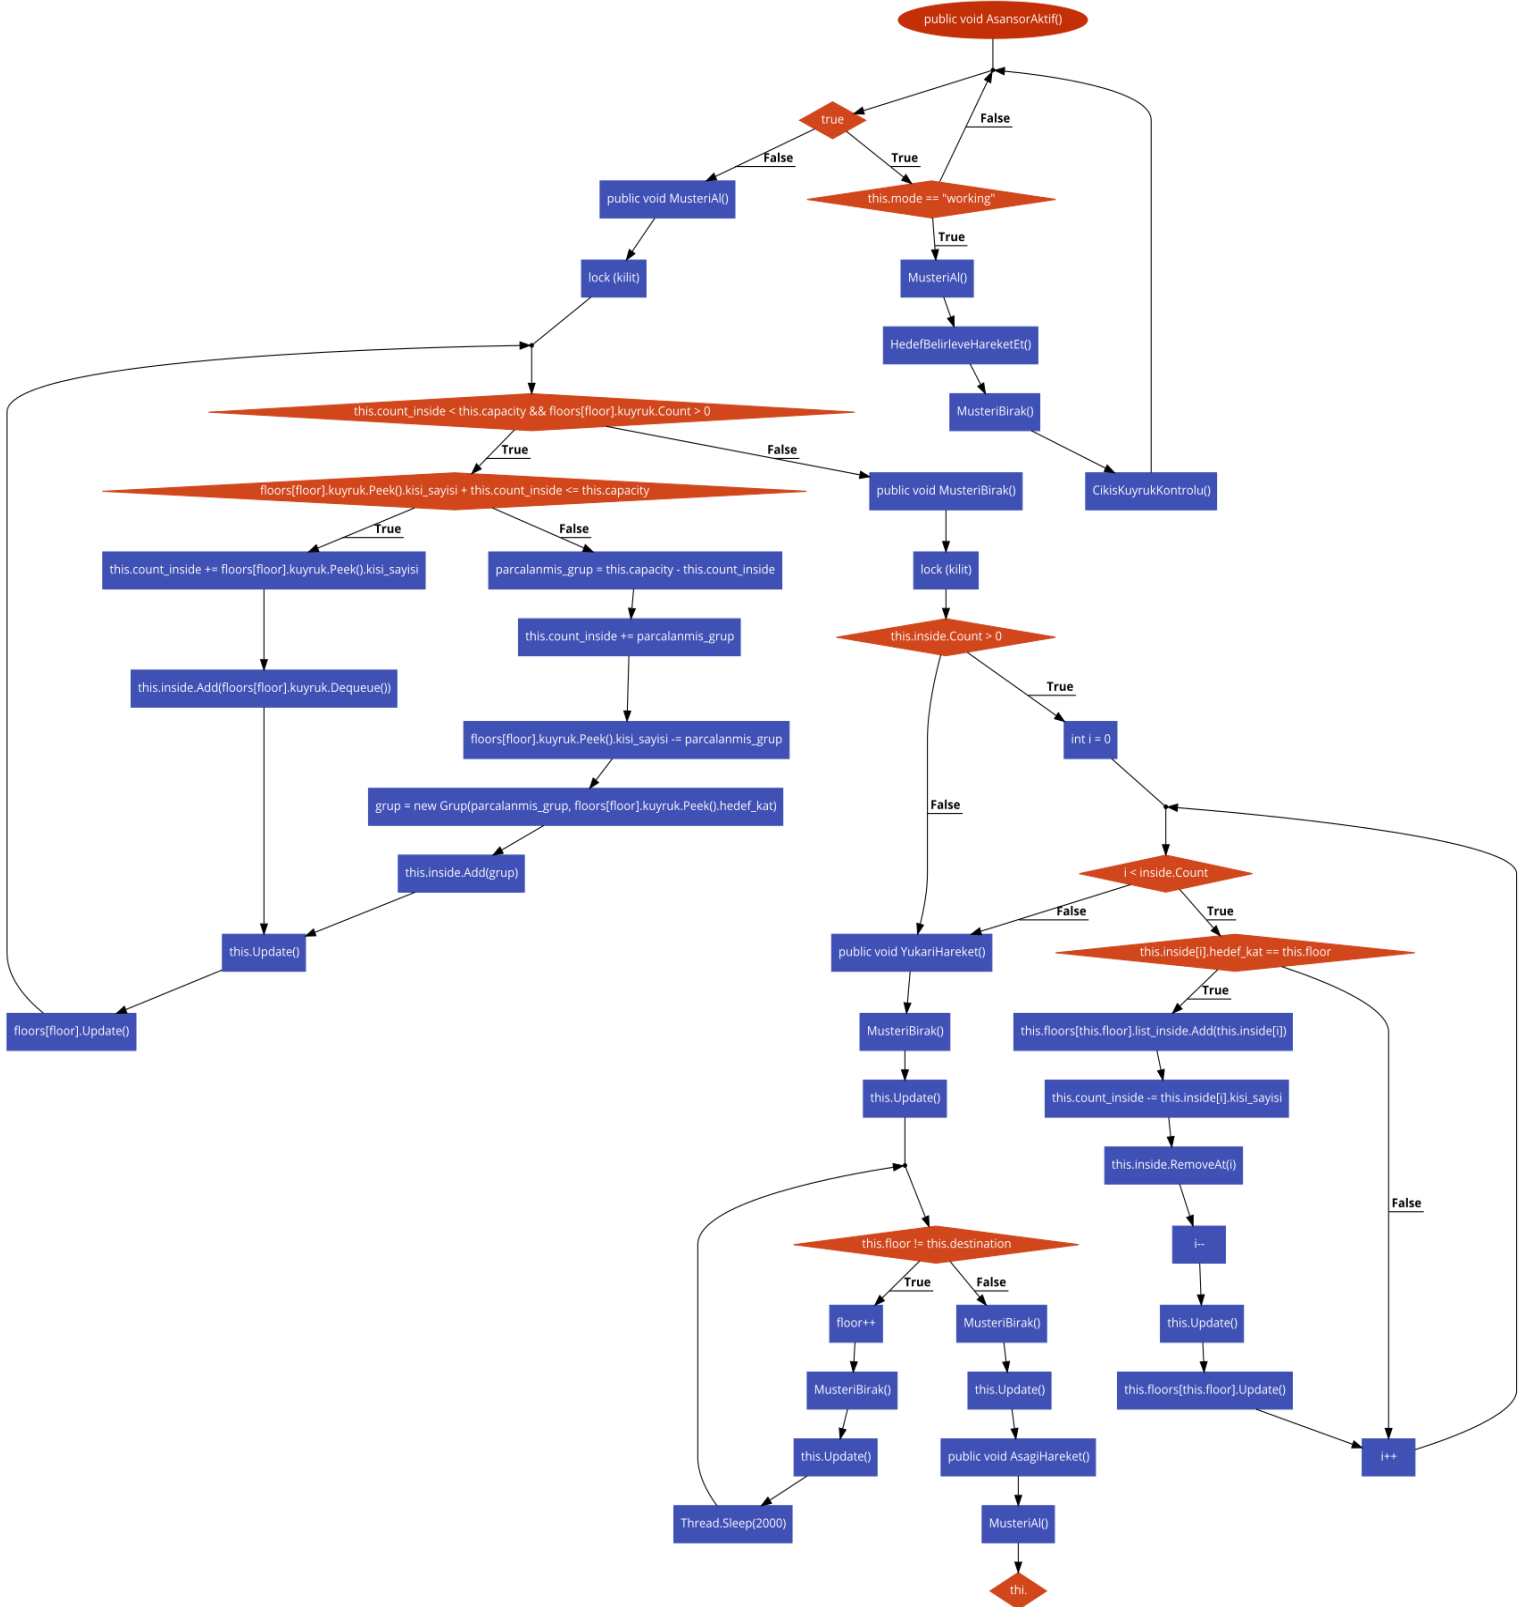 public void AsansorAktif()
true
False
True
False
public void MusteriAl()
this.mode == "working"
True
lock (kilit)
MusteriAl()
HedefBelirleveHareketEt()
this.count_inside < this.capacity && floors[floor].kuyruk.Count > 0
MusteriBirak()
True
False
floors[floor].kuyruk.Peek().kisi_sayisi + this.count_inside <= this.capacity
public void MusteriBirak()
CikisKuyrukKontrolu()
True
False
this.count_inside += floors[floor].kuyruk.Peek().kisi_sayisi
parcalanmis_grup = this.capacity - this.count_inside
lock (kilit)
this.count_inside += parcalanmis_grup
this.inside.Count > 0
this.inside.Add(floors[floor].kuyruk.Dequeue())
True
floors[floor].kuyruk.Peek().kisi_sayisi -= parcalanmis_grup
int i = 0
grup = new Grup(parcalanmis_grup, floors[floor].kuyruk.Peek().hedef_kat)
False
this.inside.Add(grup)
i < inside.Count
False
True
this.Update()
public void YukariHareket()
this.inside[i].hedef_kat == this.floor
True
floors[floor].Update()
MusteriBirak()
this.floors[this.floor].list_inside.Add(this.inside[i])
this.Update()
this.count_inside -= this.inside[i].kisi_sayisi
this.inside.RemoveAt(i)
False
this.floor != this.destination
i--
True
False
floor++
MusteriBirak()
this.Update()
MusteriBirak()
this.Update()
this.floors[this.floor].Update()
this.Update()
public void AsagiHareket()
i++
Thread.Sleep(2000)
MusteriAl()
thi.